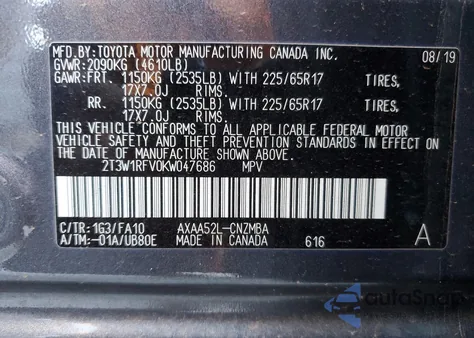 MFD. BY: TOYOTA MOTOR MANUFACTURING CANADA INC. 08/19
GVWR: 2090KG (4610LB)
GAWR: FRT. 1150KG (2535LB) WITH 225/65R17 TIRES,
17X7.0J RIMS.
RR. 1150KG (2535LB) WITH 225/65R17 TIRES,
17X7.0J RIMS.
THIS VEHICLE CONFORMS TO ALL APPLICABLE FEDERAL MOTOR
VEHICLE SAFETY AND THEFT PREVENTION STANDARDS IN EFFECT
ON THE DATE OF MANUFACTURE SHOWN ABOVE.
2T3W1RFV0KW047686 MPV
C/TR: 1G3/FA10 AXAA52L-CNZMBA
A/TM: -01A/UB80E MADE IN CANADA 616 A
autoSnap